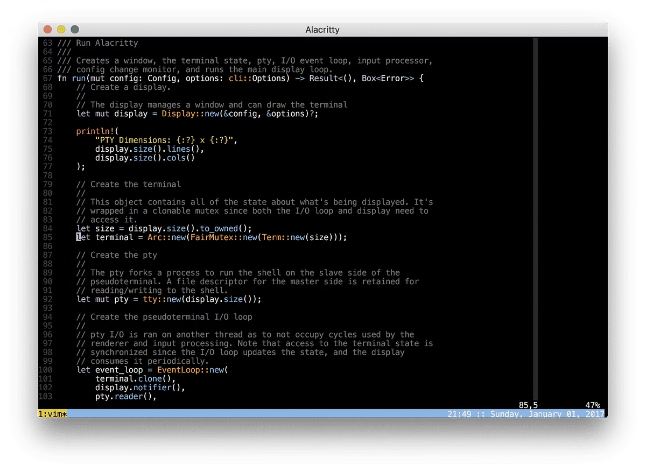 Alacritty
63 /// Run Alacritty
64 ///
65 /// Creates a window, the terminal state, pty, I/O event loop, input processor,
66 /// config change monitor, and runs the main display loop.
67 fn run(mut config: Config, options: cli::Options) -> Result<(), Box<Error>> {
68     // Create a display.
69     //
70     // The display manages a window and can draw the terminal
71     let mut display = Display::new(&config, &options)?;
72
73     println!(
74         "PTY Dimensions: {:?} x {:?}",
75         display.size().lines(),
76         display.size().cols()
77     );
78
79     // Create the terminal
80     //
81     // This object contains all of the state about what's being displayed. It's
82     // wrapped in a clonable mutex since both the I/O loop and display need to
83     // access it.
84     let size = display.size().to_owned();
85     let terminal = Arc::new(FairMutex::new(Term::new(size)));
86
87     // Create the pty
88     //
89     // The pty forks a process to run the shell on the slave side of the
90     // pseudoterminal. A file descriptor for the master side is retained for
91     // reading/writing to the shell.
92     let mut pty = tty::new(display.size());
93
94     // Create the pseudoterminal I/O loop
95     //
96     // pty I/O is ran on another thread as to not occupy cycles used by the
97     // renderer and input processing. Note that access to the terminal state is
98     // synchronized since the I/O loop updates the state, and the display
99     // consumes it periodically.
100     let event_loop = EventLoop::new(
101         terminal.clone(),
102         display.notifier(),
103         pty.reader(),
85,5 47%
1:vim* 21:49 :: Sunday, January 01, 2017